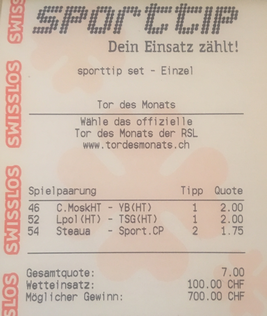 sporttip
Dein Einsatz zählt!
sporttip set - Einzel
Tor des Monats
Wähle das offizielle
Tor des Monats der RSL
www.tordesmonats.ch
Spielpaarung Tipp Quote
46 C.MoskHT - YB(HT) 1 2.00
52 Lpol(HT) - TSG(HT) 1 2.00
54 Steaua - Sport.CP 2 1.75
Gesamtquote: 7.00
Wetteinsatz: 100.00 CHF
Möglicher Gewinn: 700.00 CHF
SWISSLOS
SWISSLOS
SWISSLOS